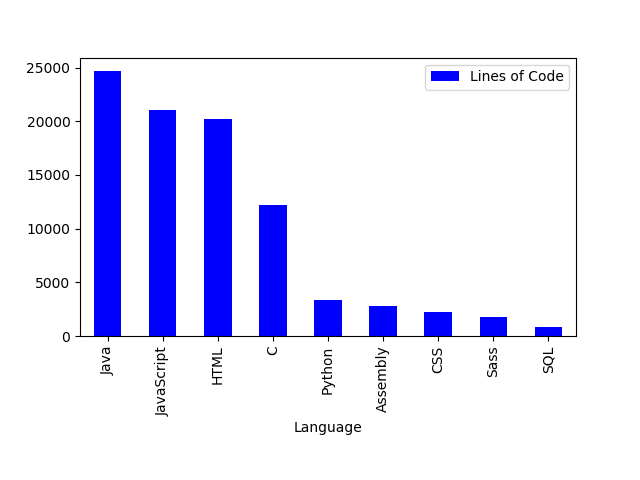 25000
20000
15000
10000
5000
0
Lines of Code
Java
JavaScript
HTML
C
Python
Assembly
CSS
Sass
SQL
Language